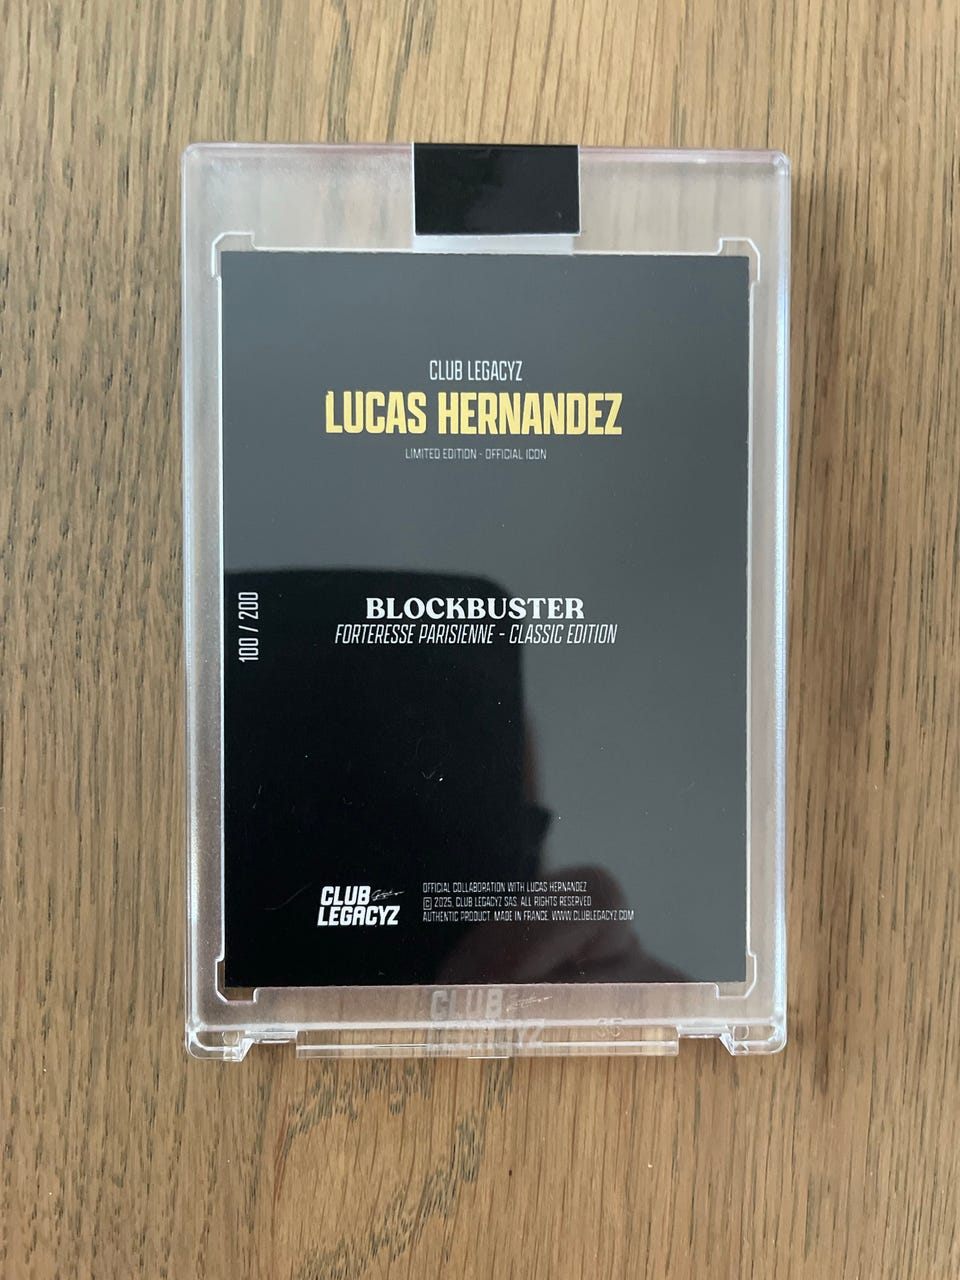 CLUB LEGACYZ
LUCAS HERNANDEZ
LIMITED EDITION - OFFICIAL ICON
100 / 200
BLOCKBUSTER
FORTERESSE PARISIENNE - CLASSIC EDITION
CLUB
LEGACYZ
OFFICIAL COLLABORATION WITH LUCAS HERNANDEZ
© 2025, CLUB LEGACYZ SAS. ALL RIGHTS RESERVED
AUTHENTIC PRODUCT. MADE IN FRANCE. WWW.CLUBLEGACYZ.COM
CLUB
LEGACYZ